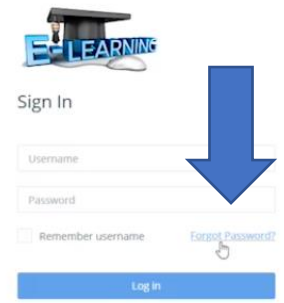 E-LEARNING
Sign In
Username
Password
Remember username Forgot Password?
Log in